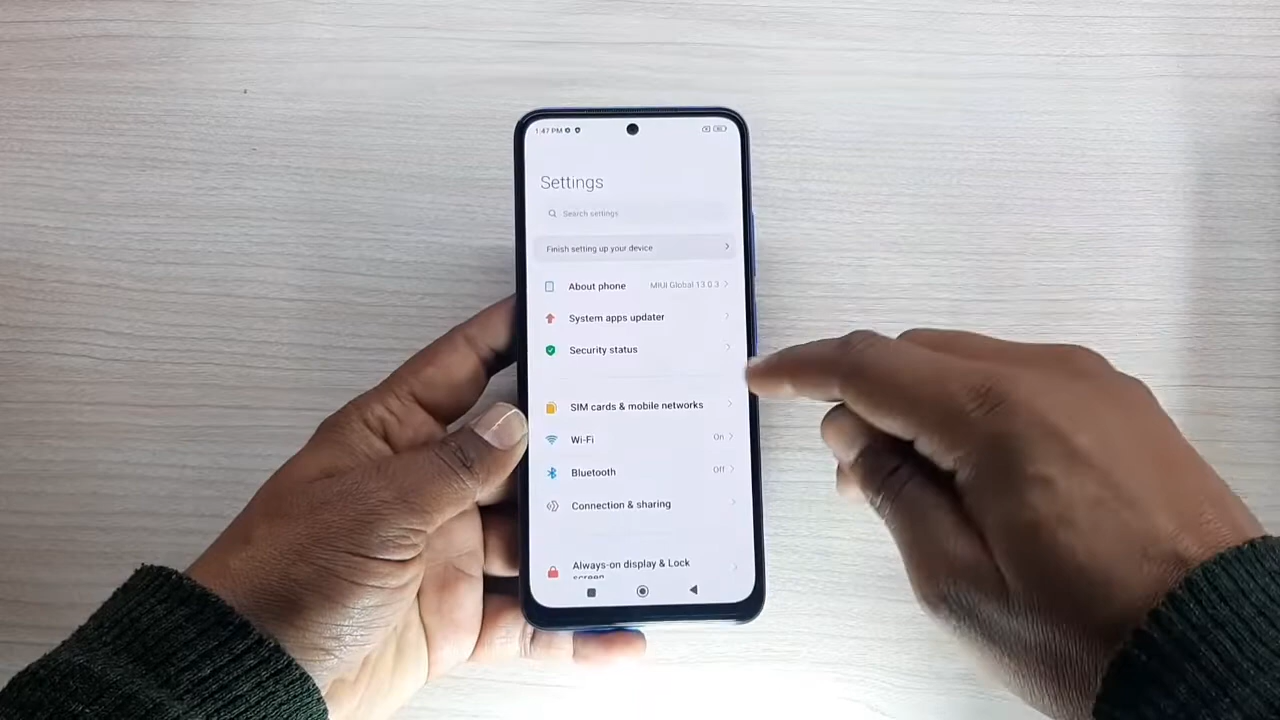 1:47 PM
Settings
Search settings
Finish setting up your device
About phone MIUI Global 13.0.3
System apps updater
Security status
SIM cards & mobile networks
Wi-Fi On
Bluetooth Off
Connection & sharing
Always-on display & Lock
screen